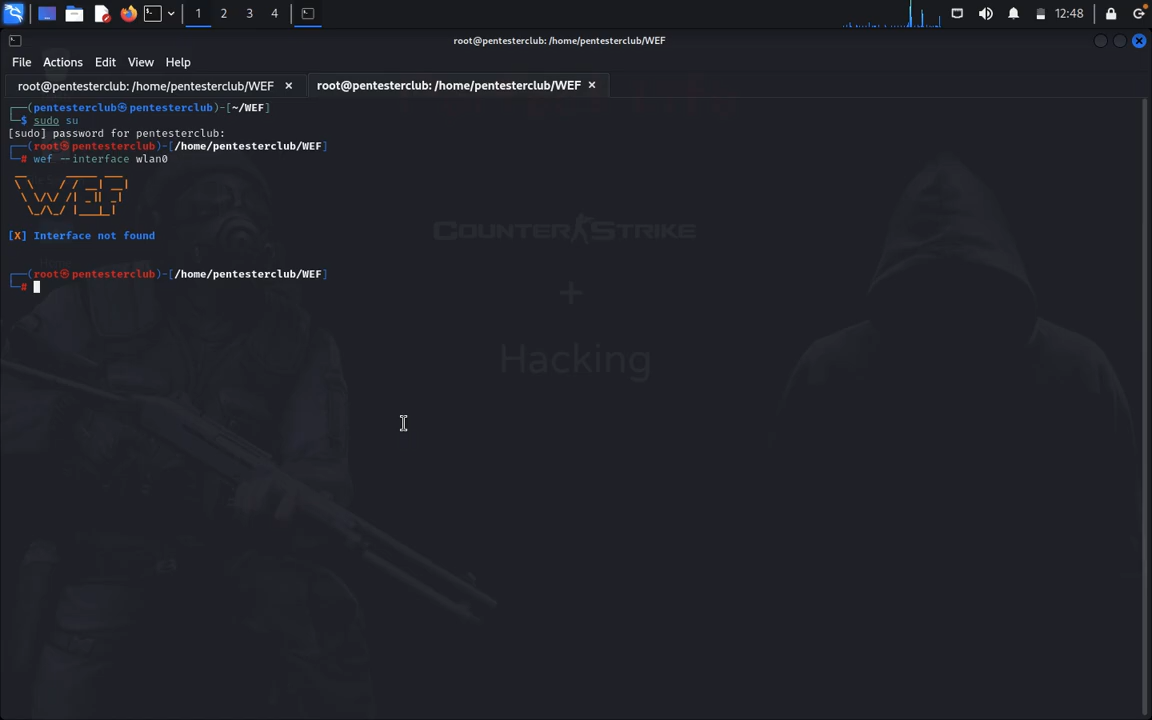 1 2 3 4 12:48
root@pentesterclub: /home/pentesterclub/WEF
File Actions Edit View Help
root@pentesterclub: /home/pentesterclub/WEF × root@pentesterclub: /home/pentesterclub/WEF ×
┌──(pentesterclub㉿pentesterclub)-[~/WEF]
└─$ sudo su
[sudo] password for pentesterclub:
┌──(root㉿pentesterclub)-[/home/pentesterclub/WEF]
└─# wef --interface wlan0
WEF
[X] Interface not found
┌──(root㉿pentesterclub)-[/home/pentesterclub/WEF]
└─#
COUNTER STRIKE
+
Hacking